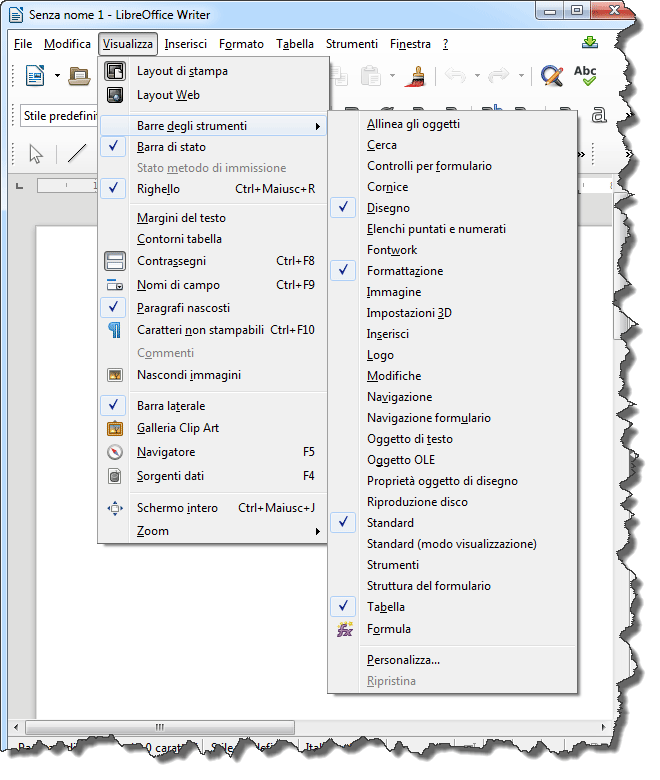 Senza nome 1 - LibreOffice Writer
File Modifica Visualizza Inserisci Formato Tabella Strumenti Finestra ?
Layout di stampa
Layout Web
Barre degli strumenti
Barra di stato
Stato metodo di immissione
Righello Ctrl+Maiusc+R
Margini del testo
Contorni tabella
Contrassegni Ctrl+F8
Nomi di campo Ctrl+F9
Paragrafi nascosti
Caratteri non stampabili Ctrl+F10
Commenti
Nascondi immagini
Barra laterale
Galleria Clip Art
Navigatore F5
Sorgenti dati F4
Schermo intero Ctrl+Maiusc+J
Zoom
Abc
Stile predefini
Allinea gli oggetti
Cerca
Controlli per formulario
Cornice
Disegno
Elenchi puntati e numerati
Fontwork
Formattazione
Immagine
Impostazioni 3D
Inserisci
Logo
Modifiche
Navigazione
Navigazione formulario
Oggetto di testo
Oggetto OLE
Proprietà oggetto di disegno
Riproduzione disco
Standard
Standard (modo visualizzazione)
Strumenti
Struttura del formulario
Tabella
Formula
Personalizza...
Ripristina